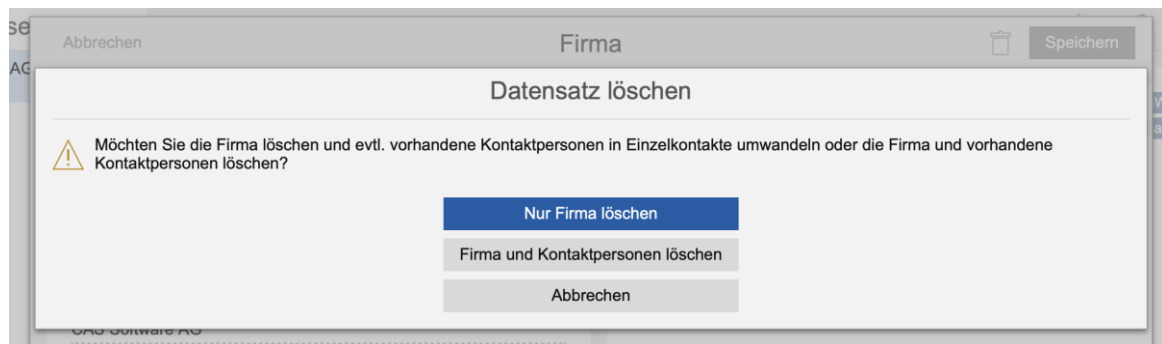 Abbrechen
Firma
Speichern
AG
Datensatz löschen
Möchten Sie die Firma löschen und evtl. vorhandene Kontaktpersonen in Einzelkontakte umwandeln oder die Firma und vorhandene
Kontaktpersonen löschen?
Nur Firma löschen
Firma und Kontaktpersonen löschen
Abbrechen
CAS Software AG